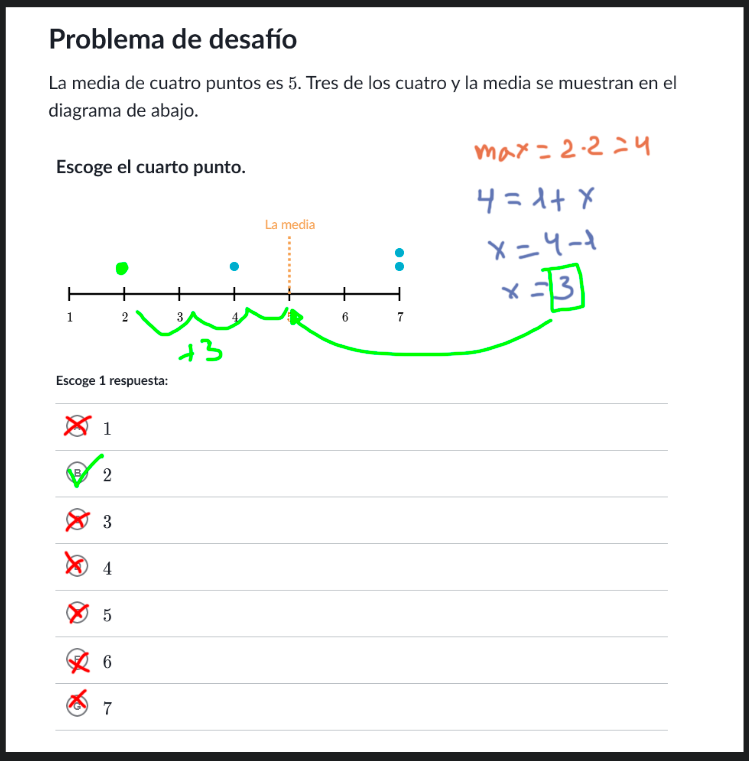 Problema de desafío
La media de cuatro puntos es 5. Tres de los cuatro y la media se muestran en el
diagrama de abajo.
Escoge el cuarto punto.
max = 2·2 = 4
4 = 1 + x
x = 4 - 1
x = 3
La media
1 2 3 4 5 6 7
+3
Escoge 1 respuesta:
1
B 2
3
4
5
6
G 7